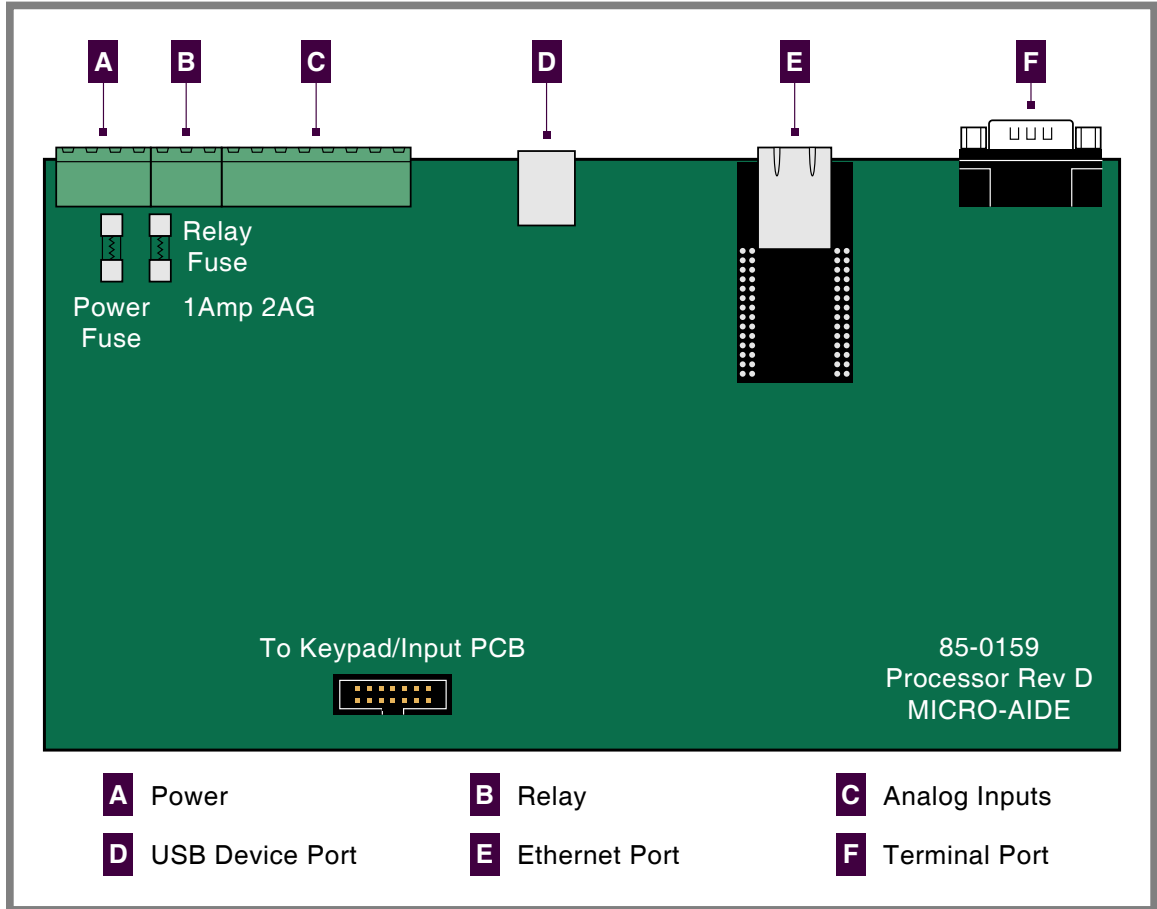 A B C D E F
Relay
Fuse
Power 1Amp 2AG
Fuse
To Keypad/Input PCB
85-0159
Processor Rev D
MICRO-AIDE
A Power B Relay C Analog Inputs
D USB Device Port E Ethernet Port F Terminal Port